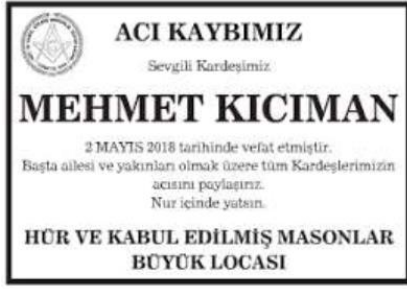 ACI KAYBIMIZ
Sevgili Kardeşimiz
MEHMET KICIMAN
2 MAYIS 2018 tarihinde vefat etmiştir.
Başta ailesi ve yakınları olmak üzere tüm Kardeşlerimizin
acısını paylaşırız.
Nur içinde yatsın.
HÜR VE KABUL EDİLMİŞ MASONLAR
BÜYÜK LOCASI